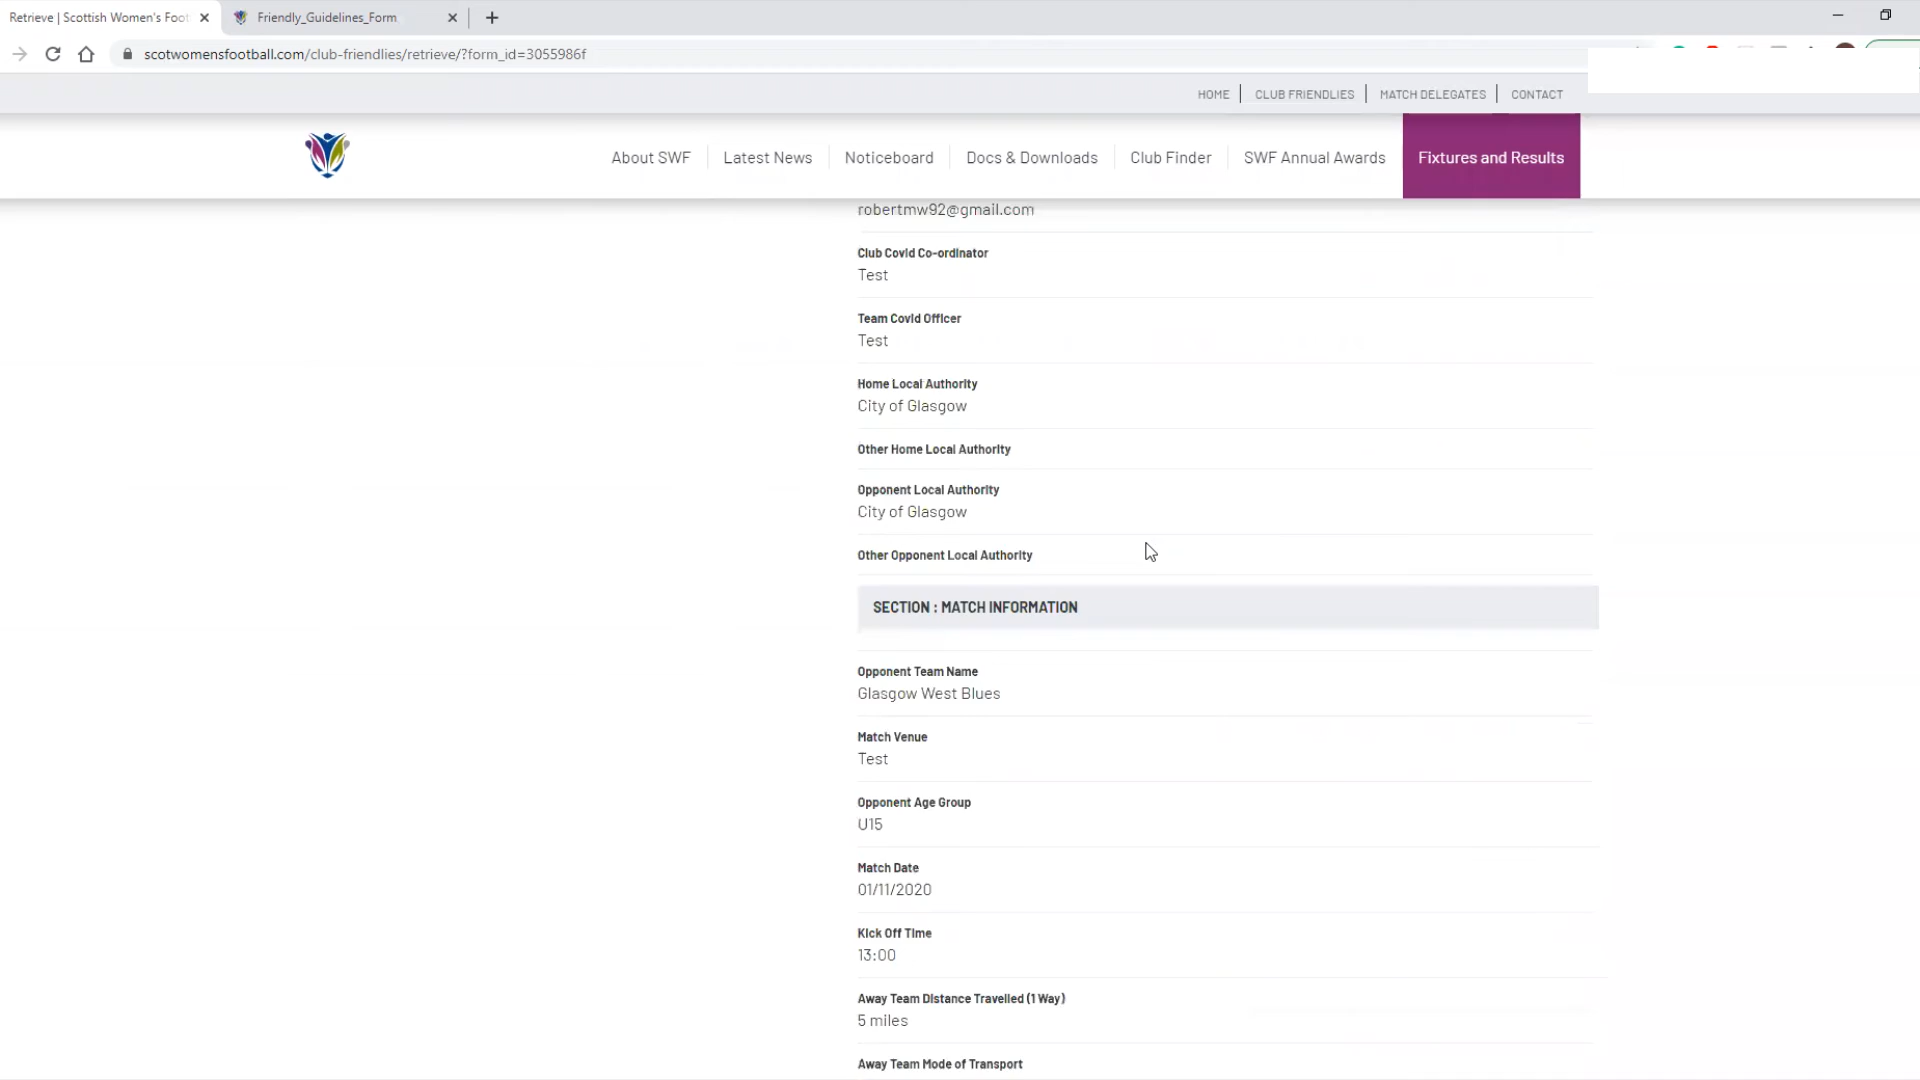 Retrieve | Scottish Women's Foot
Friendly_Guidelines_Form
scotwomensfootball.com/club-friendlies/retrieve/?form_id=3055986f
HOME CLUB FRIENDLIES MATCH DELEGATES CONTACT
About SWF Latest News Noticeboard Docs & Downloads Club Finder SWF Annual Awards Fixtures and Results
robertmw92@gmail.com
Club Covid Co-ordinator
Test
Team Covid Officer
Test
Home Local Authority
City of Glasgow
Other Home Local Authority
Opponent Local Authority
City of Glasgow
Other Opponent Local Authority
SECTION : MATCH INFORMATION
Opponent Team Name
Glasgow West Blues
Match Venue
Test
Opponent Age Group
U15
Match Date
01/11/2020
Kick Off Time
13:00
Away Team Distance Travelled (1 Way)
5 miles
Away Team Mode of Transport